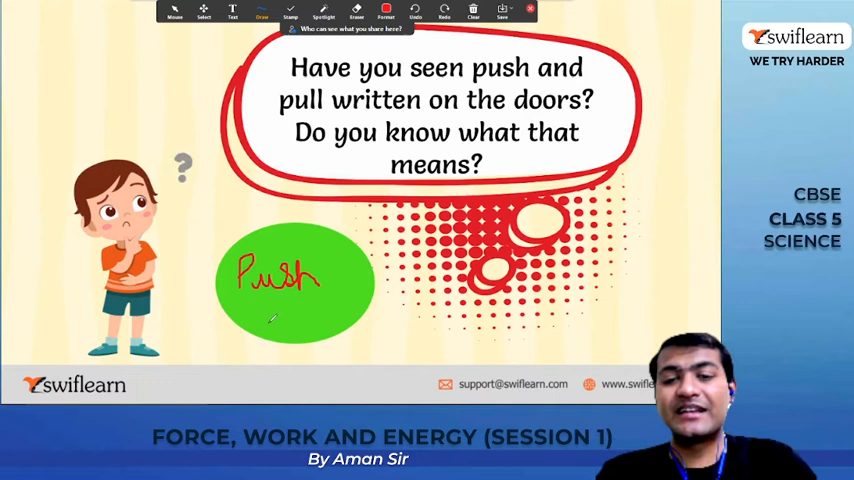 Mouse Select Text Draw Stamp Spotlight Eraser Format Undo Redo Clear Save
Who can see what you share here?
swiflearn
WE TRY HARDER
Have you seen push and
pull written on the doors?
Do you know what that
means?
?
CBSE
CLASS 5
SCIENCE
Push
swiflearn
support@swiflearn.com
www.swifle
FORCE, WORK AND ENERGY (SESSION 1)
By Aman Sir